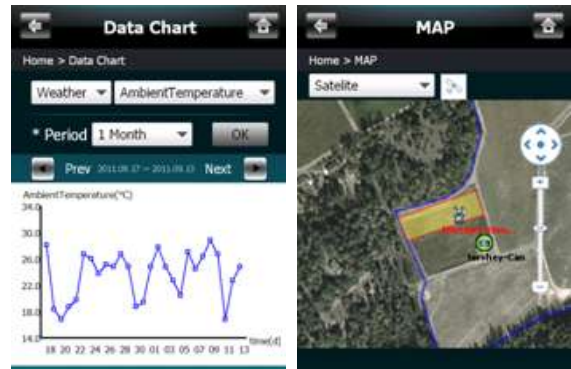 Data Chart
Home > Data Chart
Weather
AmbientTemperature
* Period
1 Month
OK
Prev
Next
AmbientTemperature(°C)
34.0
30.0
26.0
22.0
18.0
14.0
18 20 22 24 26 28 30 01 03 05 07 09 11 13
time(d)
MAP
Home > MAP
Satelite